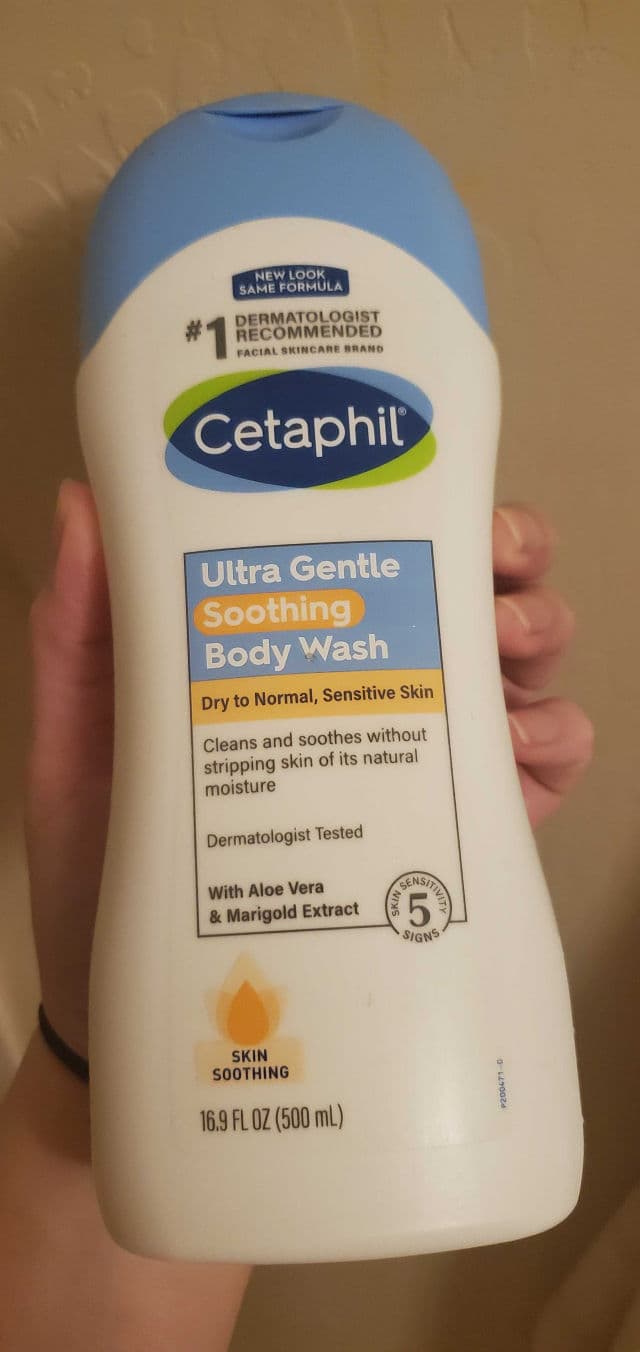 NEW LOOK
SAME FORMULA
#1 DERMATOLOGIST
RECOMMENDED
FACIAL SKINCARE BRAND
Cetaphil®
Ultra Gentle
Soothing
Body Wash
Dry to Normal, Sensitive Skin
Cleans and soothes without
stripping skin of its natural
moisture
Dermatologist Tested
With Aloe Vera
& Marigold Extract
SKIN SENSITIVITY
5
SIGNS
SKIN
SOOTHING
16.9 FL OZ (500 mL)
P200471-0